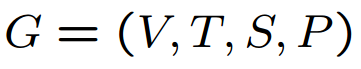 G = (V, T, S, P)